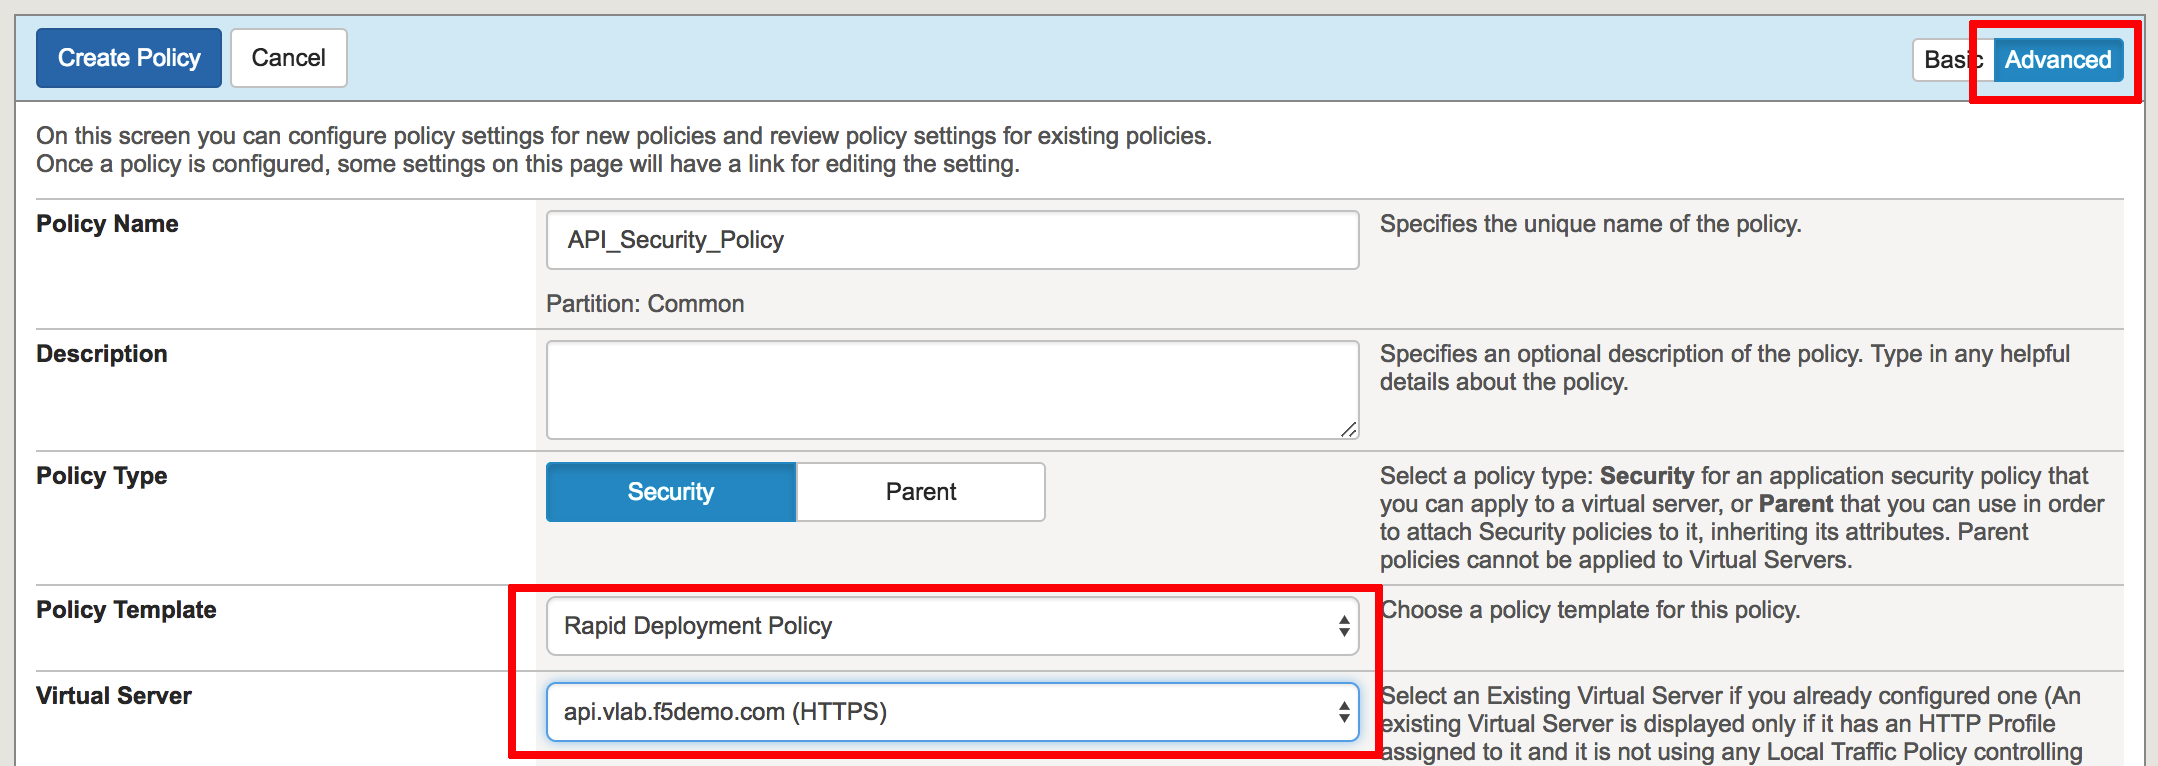 Create Policy Cancel Basic Advanced
On this screen you can configure policy settings for new policies and review policy settings for existing policies.
Once a policy is configured, some settings on this page will have a link for editing the setting.
Policy Name
API_Security_Policy
Partition: Common
Specifies the unique name of the policy.
Description
Specifies an optional description of the policy. Type in any helpful
details about the policy.
Policy Type
Security Parent
Select a policy type: Security for an application security policy that
you can apply to a virtual server, or Parent that you can use in order
to attach Security policies to it, inheriting its attributes. Parent
policies cannot be applied to Virtual Servers.
Policy Template
Rapid Deployment Policy
Choose a policy template for this policy.
Virtual Server
api.vlab.f5demo.com (HTTPS)
Select an Existing Virtual Server if you already configured one (An
existing Virtual Server is displayed only if it has an HTTP Profile
assigned to it and it is not using any Local Traffic Policy controlling